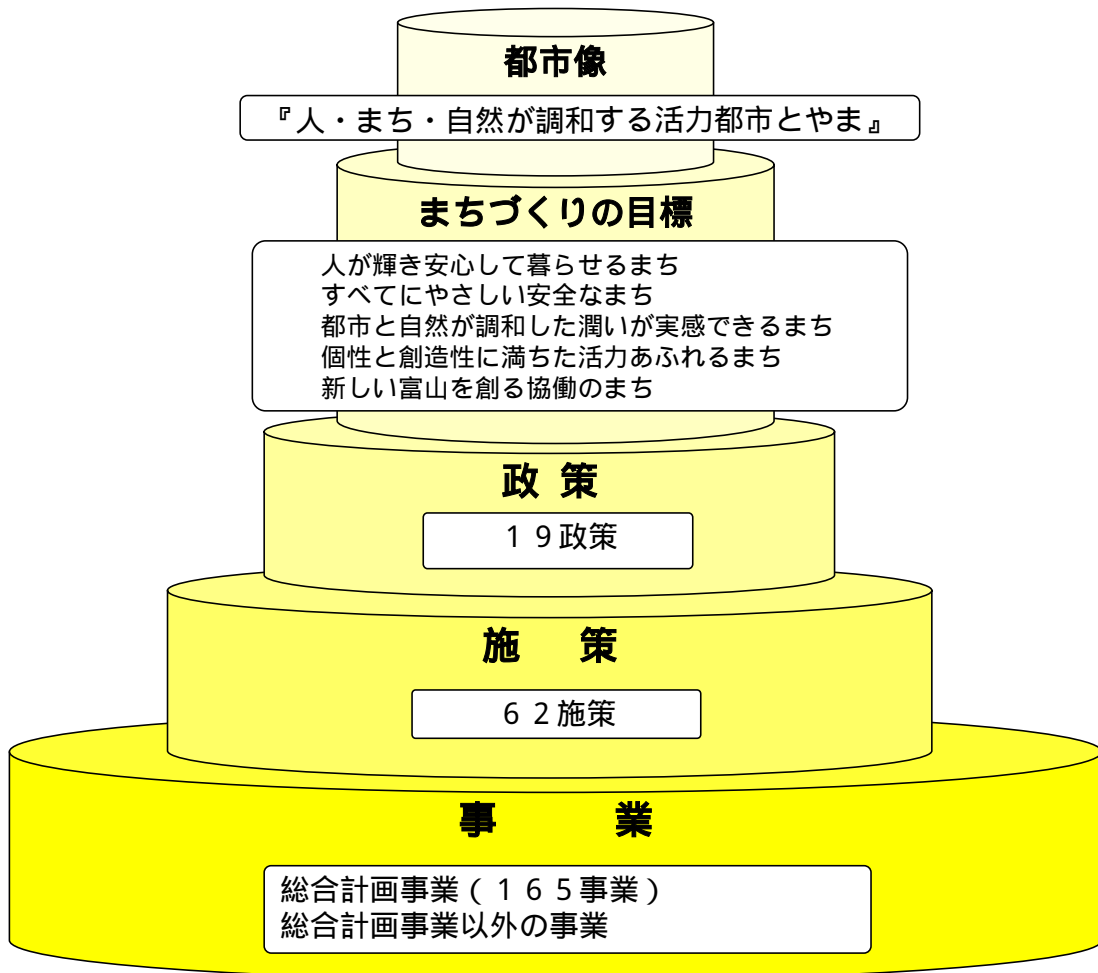 都市像
『人・まち・自然が調和する活力都市とやま』
まちづくりの目標
人が輝き安心して暮らせるまち
すべてにやさしい安全なまち
都市と自然が調和した潤いが実感できるまち
個性と創造性に満ちた活力あふれるまち
新しい富山を創る協働のまち
政 策
１９政策
施　策
６２施策
事　　業
総合計画事業（１６５事業）
総合計画事業以外の事業